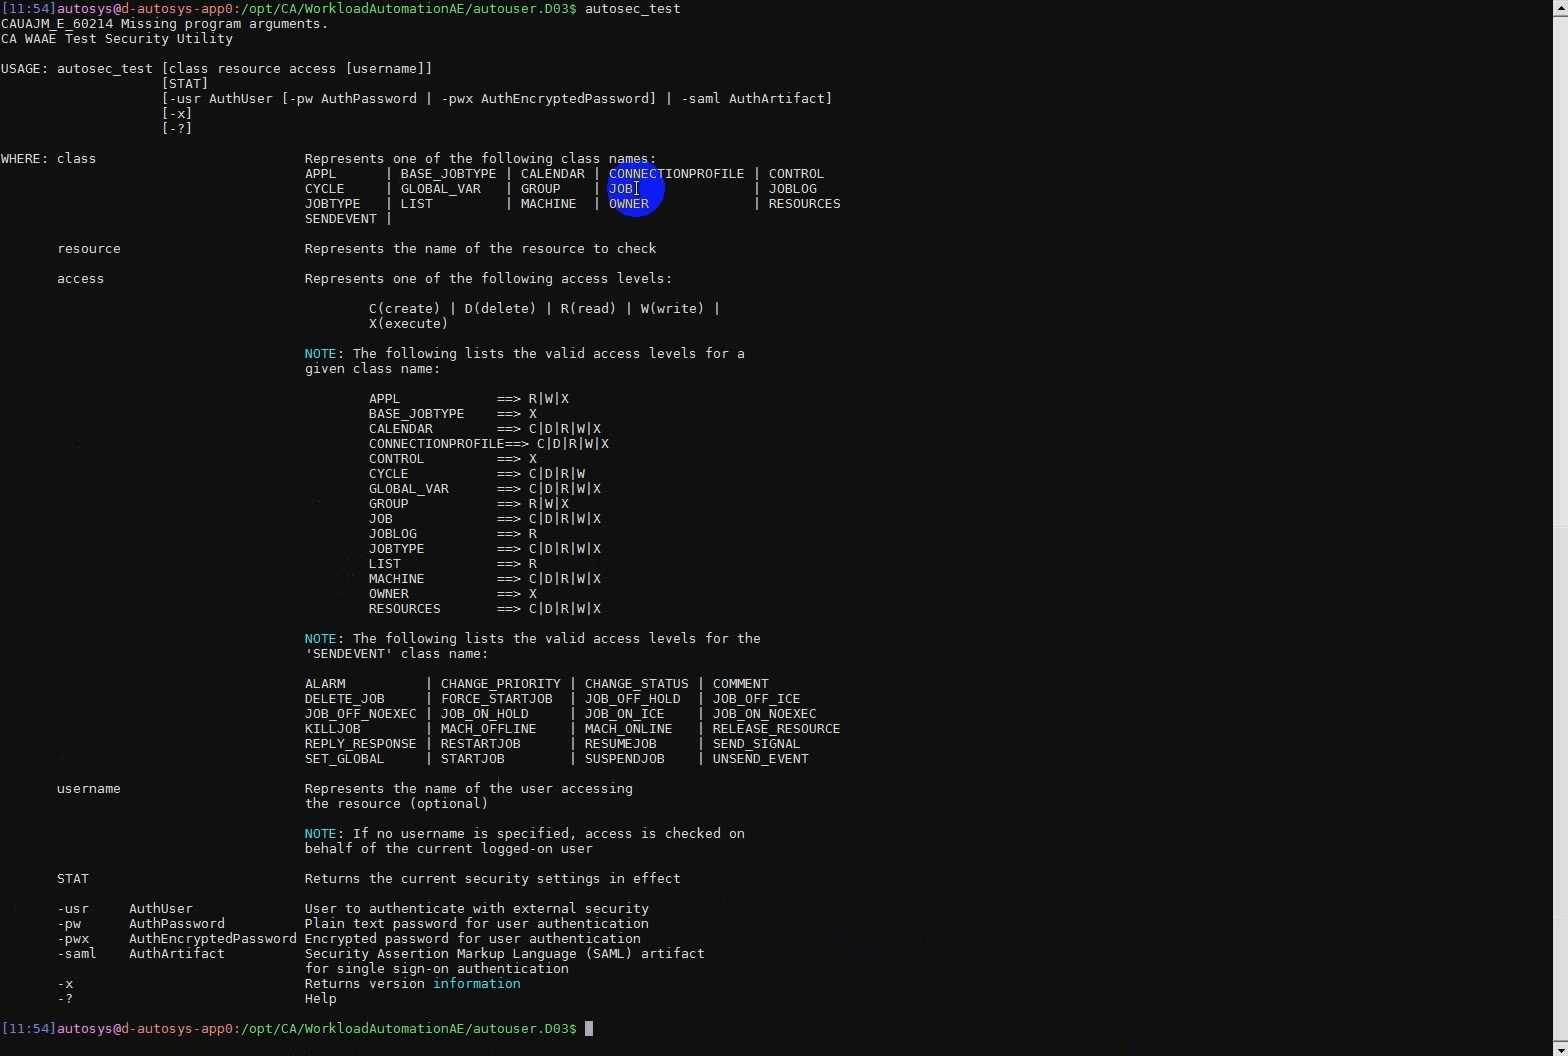 [11:54]autosys@d-autosys-app0:/opt/CA/WorkloadAutomationAE/autouser.D03$ autosec_test
CAUAJM_E_60214 Missing program arguments.
CA WAAE Test Security Utility
USAGE: autosec_test [class resource access [username]]
[STAT]
[-usr AuthUser [-pw AuthPassword | -pwx AuthEncryptedPassword] | -saml AuthArtifact]
[-x]
[-?]
WHERE: class Represents one of the following class names:
APPL | BASE_JOBTYPE | CALENDAR | CONNECTIONPROFILE | CONTROL
CYCLE | GLOBAL_VAR | GROUP | JOB | JOBLOG
JOBTYPE | LIST | MACHINE | OWNER | RESOURCES
SENDEVENT |
resource Represents the name of the resource to check
access Represents one of the following access levels:
C(create) | D(delete) | R(read) | W(write) |
X(execute)
NOTE: The following lists the valid access levels for a
given class name:
APPL ==> R|W|X
BASE_JOBTYPE ==> X
CALENDAR ==> C|D|R|W|X
CONNECTIONPROFILE==> C|D|R|W|X
CONTROL ==> X
CYCLE ==> C|D|R|W
GLOBAL_VAR ==> C|D|R|W|X
GROUP ==> R|W|X
JOB ==> C|D|R|W|X
JOBLOG ==> R
JOBTYPE ==> C|D|R|W|X
LIST ==> R
MACHINE ==> C|D|R|W|X
OWNER ==> X
RESOURCES ==> C|D|R|W|X
NOTE: The following lists the valid access levels for the
'SENDEVENT' class name:
ALARM | CHANGE_PRIORITY | CHANGE_STATUS | COMMENT
DELETE_JOB | FORCE_STARTJOB | JOB_OFF_HOLD | JOB_OFF_ICE
JOB_OFF_NOEXEC | JOB_ON_HOLD | JOB_ON_ICE | JOB_ON_NOEXEC
KILLJOB | MACH_OFFLINE | MACH_ONLINE | RELEASE_RESOURCE
REPLY_RESPONSE | RESTARTJOB | RESUMEJOB | SEND_SIGNAL
SET_GLOBAL | STARTJOB | SUSPENDJOB | UNSEND_EVENT
username Represents the name of the user accessing
the resource (optional)
NOTE: If no username is specified, access is checked on
behalf of the current logged-on user
STAT Returns the current security settings in effect
-usr AuthUser User to authenticate with external security
-pw AuthPassword Plain text password for user authentication
-pwx AuthEncryptedPassword Encrypted password for user authentication
-saml AuthArtifact Security Assertion Markup Language (SAML) artifact
for single sign-on authentication
-x Returns version information
-? Help
[11:54]autosys@d-autosys-app0:/opt/CA/WorkloadAutomationAE/autouser.D03$